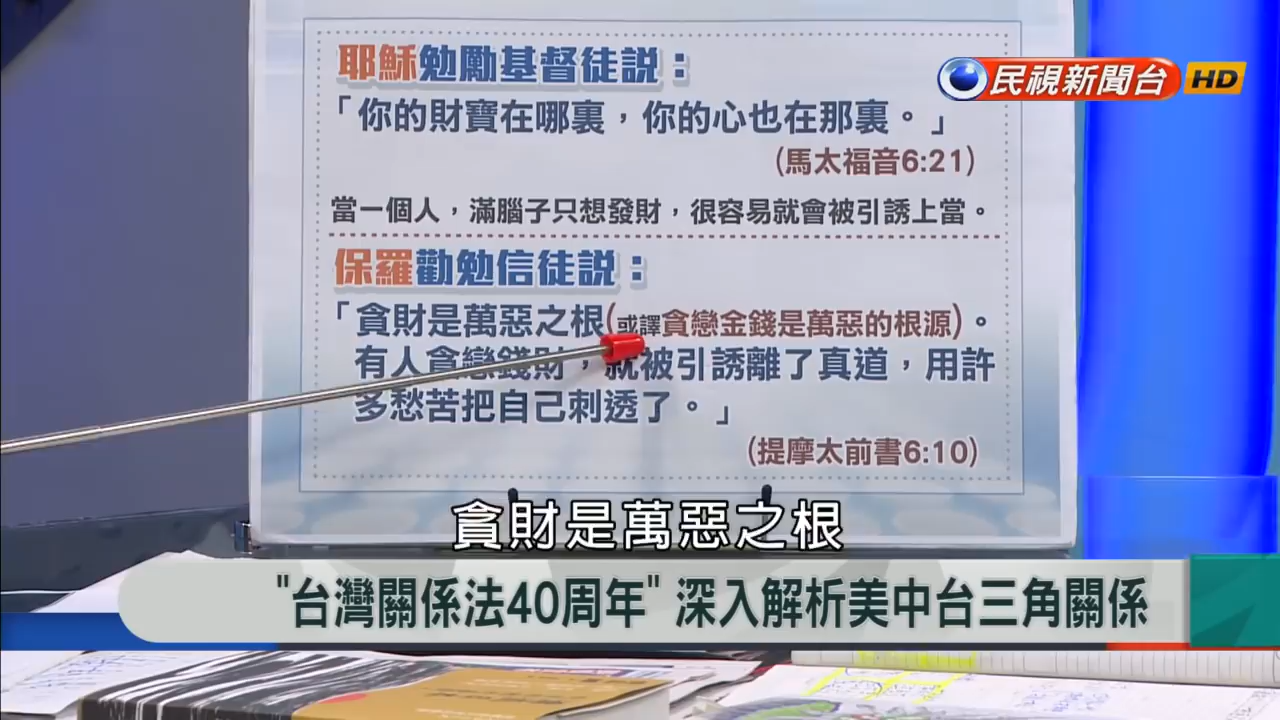 耶穌勉勵基督徒説：
「你的財寶在哪裏，你的心也在那裏。」
(馬太福音6:21)
當一個人，滿腦子只想發財，很容易就會被引誘上當。
保羅勸勉信徒説：
「貪財是萬惡之根(或譯貪戀金錢是萬惡的根源)。
有人貪戀錢財，就被引誘離了真道，用許
多愁苦把自己刺透了。」
(提摩太前書6:10)
民視新聞台 HD
貪財是萬惡之根
"台灣關係法40周年" 深入解析美中台三角關係